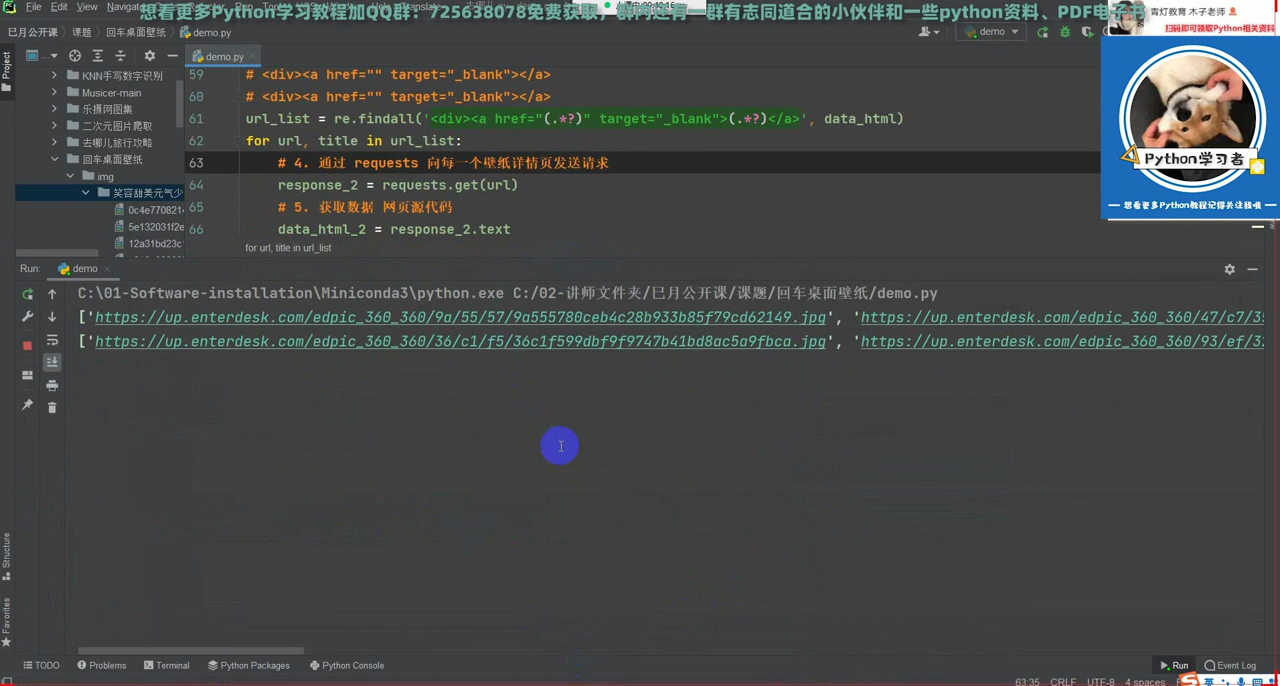 想看更多Python学习教程加QQ群：725638078免费获取，群内还有一群有志同道合的小伙伴和一些python资料、PDF电子书
File Edit View Navigate
青灯教育 木子老师
扫码即可领取Python相关资料
巳月公开课 课题 回车桌面壁纸 demo.py
demo
Project
demo.py
KNN手写数字识别
Musicer-main
乐摄网图集
二次元图片爬取
去哪儿旅行攻略
回车桌面壁纸
img
笑容甜美元气少
0c4e7708214
5e132031f2e
12a31bd23c
59 # <div><a href="" target="_blank"></a>
60 # <div><a href="" target="_blank"></a>
61 url_list = re.findall('<div><a href="(.*?)" target="_blank">(.*?)</a>', data_html)
62 for url, title in url_list:
63 # 4. 通过 requests 向每一个壁纸详情页发送请求
64 response_2 = requests.get(url)
65 # 5. 获取数据 网页源代码
66 data_html_2 = response_2.text
for url, title in url_list
Python学习者
想看更多Python教程记得关注我哦
Run: demo
C:\01-Software-installation\Miniconda3\python.exe C:/02-讲师文件夹/巳月公开课/课题/回车桌面壁纸/demo.py
['https://up.enterdesk.com/edpic_360_360/9a/55/57/9a555780ceb4c28b933b85f79cd62149.jpg', 'https://up.enterdesk.com/edpic_360_360/47/c7/35
['https://up.enterdesk.com/edpic_360_360/36/c1/f5/36c1f599dbf9f9747b41bd8ac5a9fbca.jpg', 'https://up.enterdesk.com/edpic_360_360/93/ef/32
Structure
Favorites
TODO Problems Terminal Python Packages Python Console Run Event Log
63:35 CRLF UTF-8 4 spaces
英